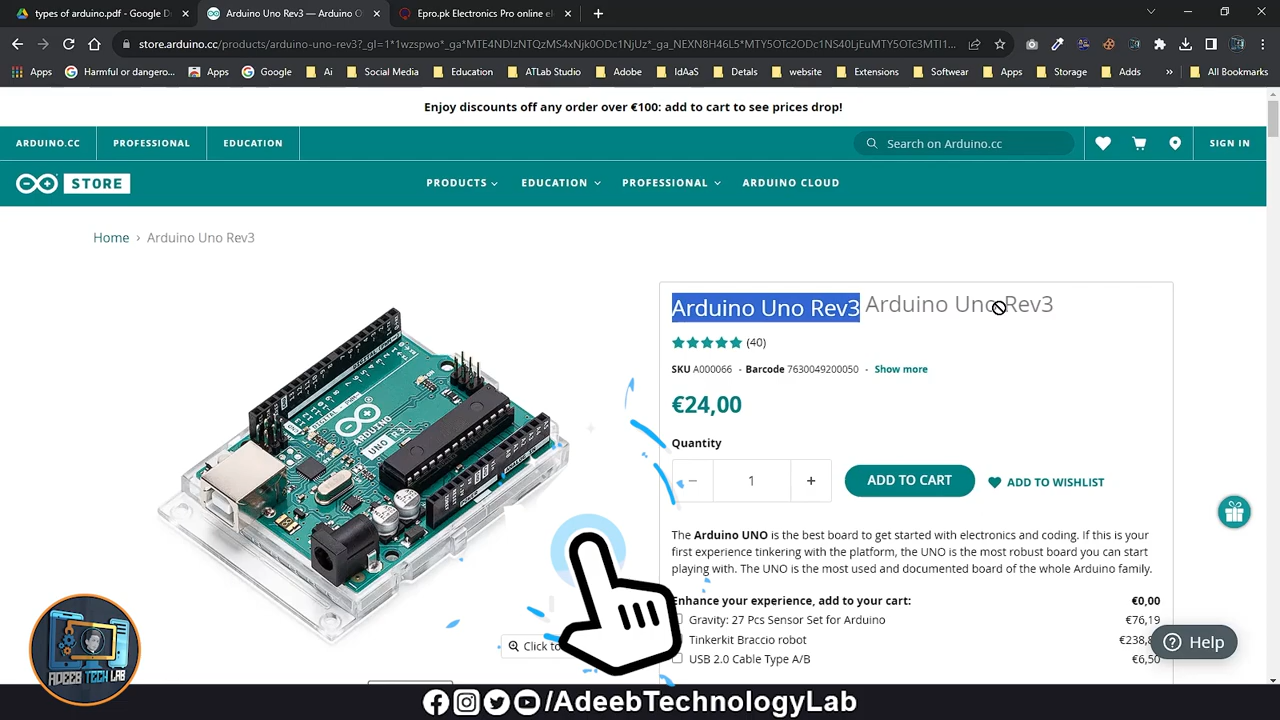 types of arduino.pdf - Google D
Arduino Uno Rev3 — Arduino O
Epro.pk Electronics Pro online el
store.arduino.cc/products/arduino-uno-rev3?_gl=1*1wzspwo*_ga*MTE4NDIzNTQzMS4xNjk0ODc1NjUz*_ga_NEXN8H46L5*MTY5OTc2ODc1NS40LjEuMTY5OTc3MTI1...
Apps
Harmful or dangero...
Apps
Google
Ai
Social Media
Education
ATLab Studio
Adobe
IdAaS
Detals
website
Extensions
Softwear
Apps
Storage
Adds
»
All Bookmarks
Enjoy discounts off any order over €100: add to cart to see prices drop!
ARDUINO.CC
PROFESSIONAL
EDUCATION
Search on Arduino.cc
SIGN IN
STORE
PRODUCTS
EDUCATION
PROFESSIONAL
ARDUINO CLOUD
Home › Arduino Uno Rev3
Arduino Uno Rev3 Arduino Uno Rev3
(40)
SKU A000066 - Barcode 7630049200050 - Show more
€24,00
Quantity
− 1 +
ADD TO CART
ADD TO WISHLIST
The Arduino UNO is the best board to get started with electronics and coding. If this is your
first experience tinkering with the platform, the UNO is the most robust board you can start
playing with. The UNO is the most used and documented board of the whole Arduino family.
Enhance your experience, add to your cart: €0,00
Gravity: 27 Pcs Sensor Set for Arduino €76,19
Tinkerkit Braccio robot €238,
USB 2.0 Cable Type A/B €6,50
Click to
Help
ARDUINO
UNO R3
ADEEB TECH LAB
/AdeebTechnologyLab